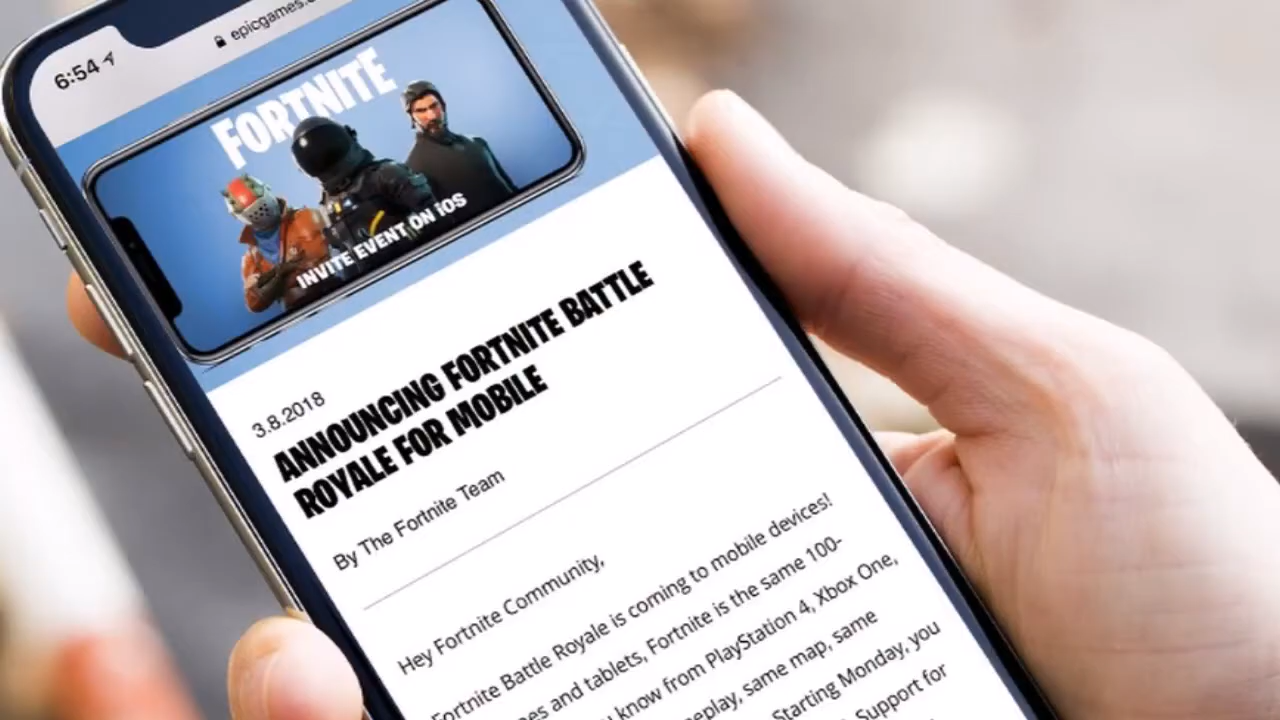 6:54
epicgames.
FORTNITE
INVITE EVENT ON iOS
3.8.2018
ANNOUNCING FORTNITE BATTLE
ROYALE FOR MOBILE
By The Fortnite Team
Hey Fortnite Community,
Fortnite Battle Royale is coming to mobile devices!
and tablets, Fortnite is the same 100-
know from PlayStation 4, Xbox One,
same map, same
Starting Monday, you
Support for